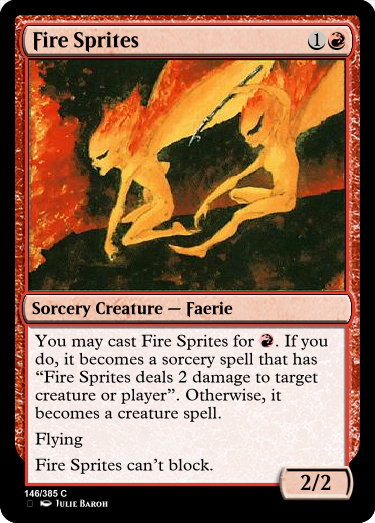 Fire Sprites 1
Sorcery Creature — Faerie
You may cast Fire Sprites for . If you
do, it becomes a sorcery spell that has
“Fire Sprites deals 2 damage to target
creature or player”. Otherwise, it
becomes a creature spell.
Flying
Fire Sprites can’t block.
2/2
146/385 C
Julie Baroh